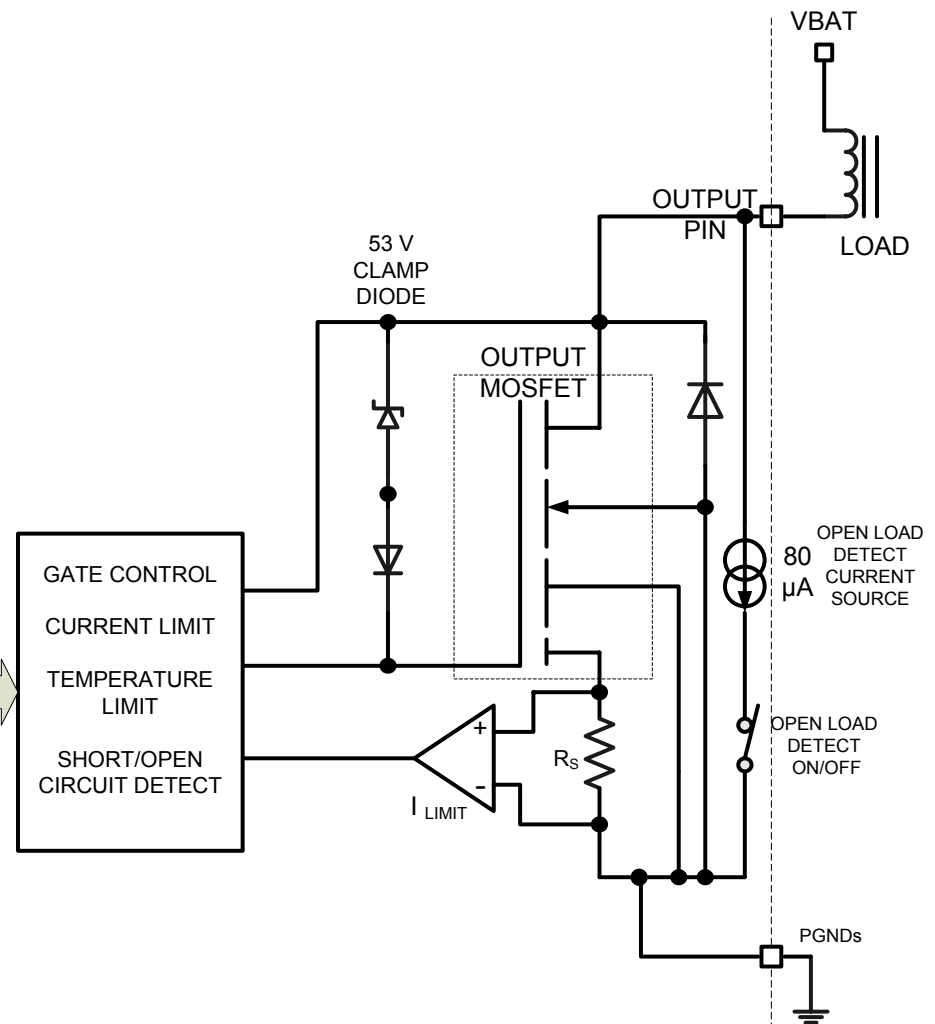 VBAT
OUTPUT
PIN
LOAD
53 V
CLAMP
DIODE
OUTPUT
MOSFET
80
µA
OPEN LOAD
DETECT
CURRENT
SOURCE
GATE CONTROL
CURRENT LIMIT
TEMPERATURE
LIMIT
SHORT/OPEN
CIRCUIT DETECT
+
-
I LIMIT
RS
OPEN LOAD
DETECT
ON/OFF
PGNDs